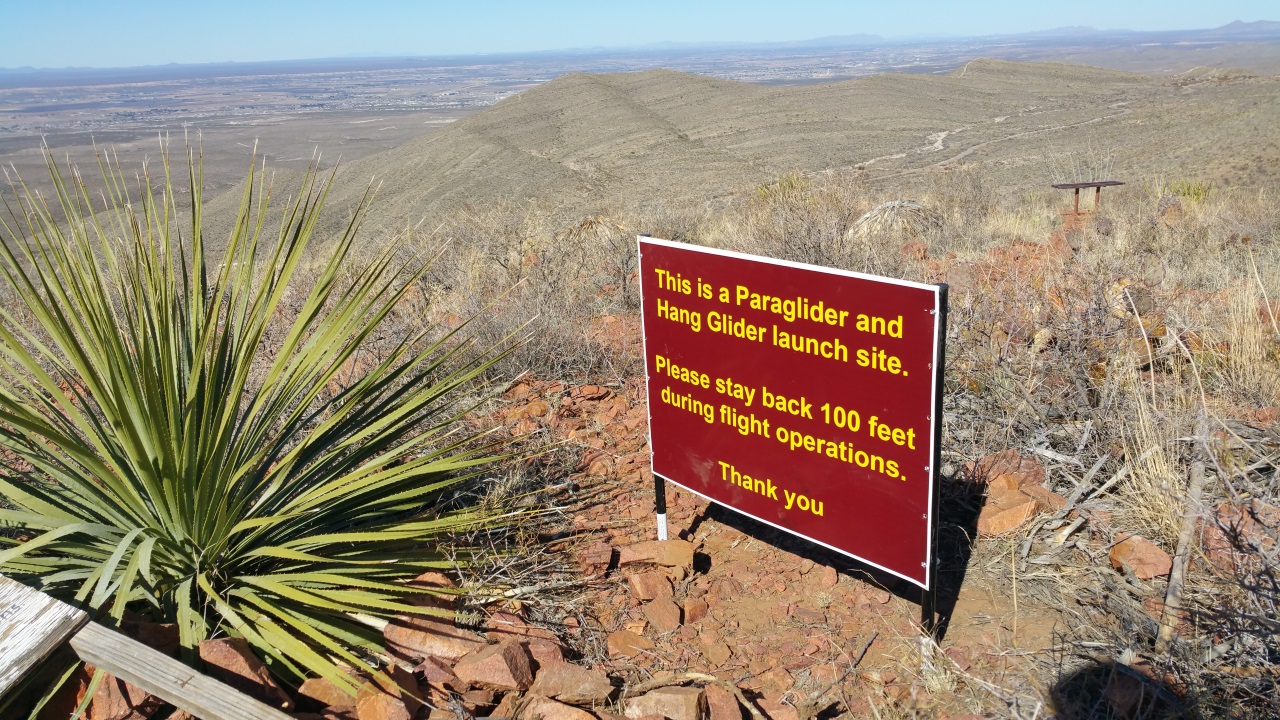 This is a Paraglider and
Hang Glider launch site.
Please stay back 100 feet
during flight operations.
Thank you